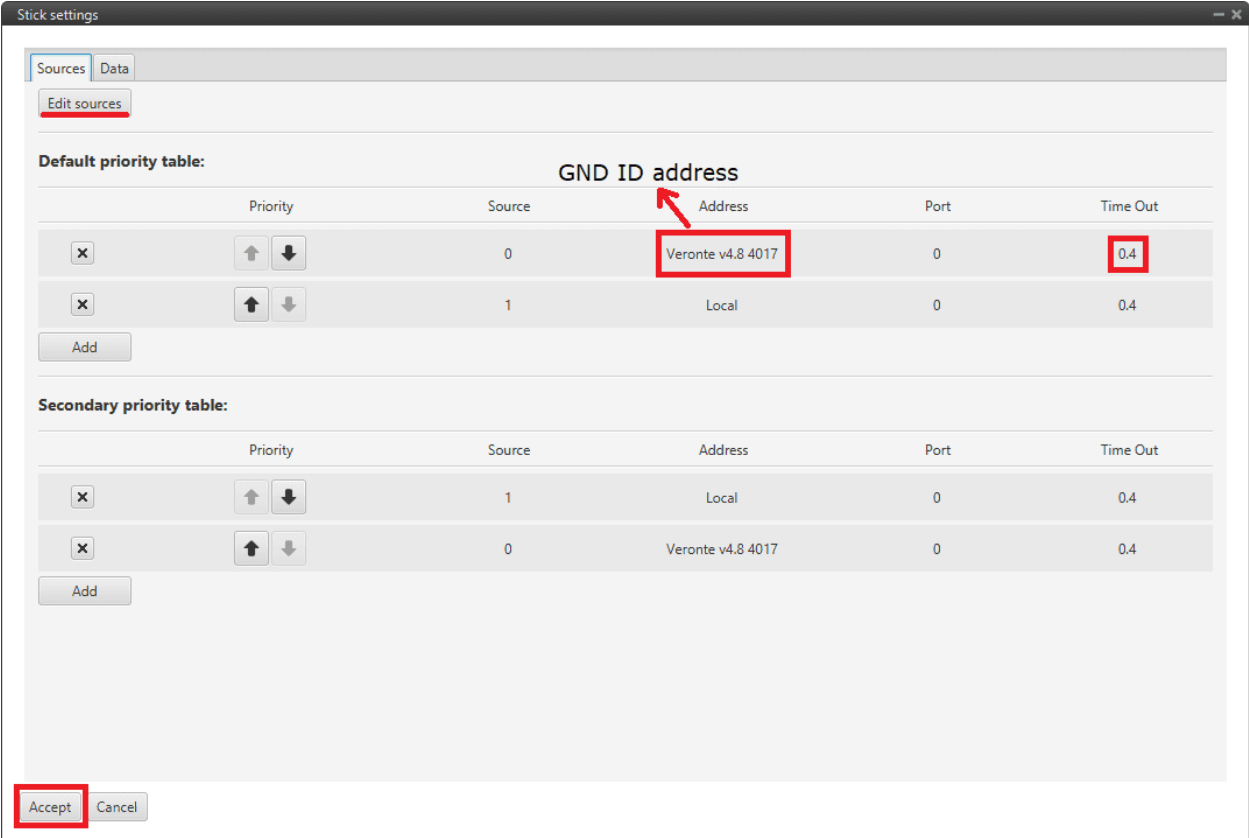 Stick settings
Sources Data
Edit sources
Default priority table:
GND ID address
Priority Source Address Port Time Out
0 Veronte v4.8 4017 0 0.4
1 Local 0 0.4
Add
Secondary priority table:
Priority Source Address Port Time Out
1 Local 0 0.4
0 Veronte v4.8 4017 0 0.4
Add
Accept Cancel